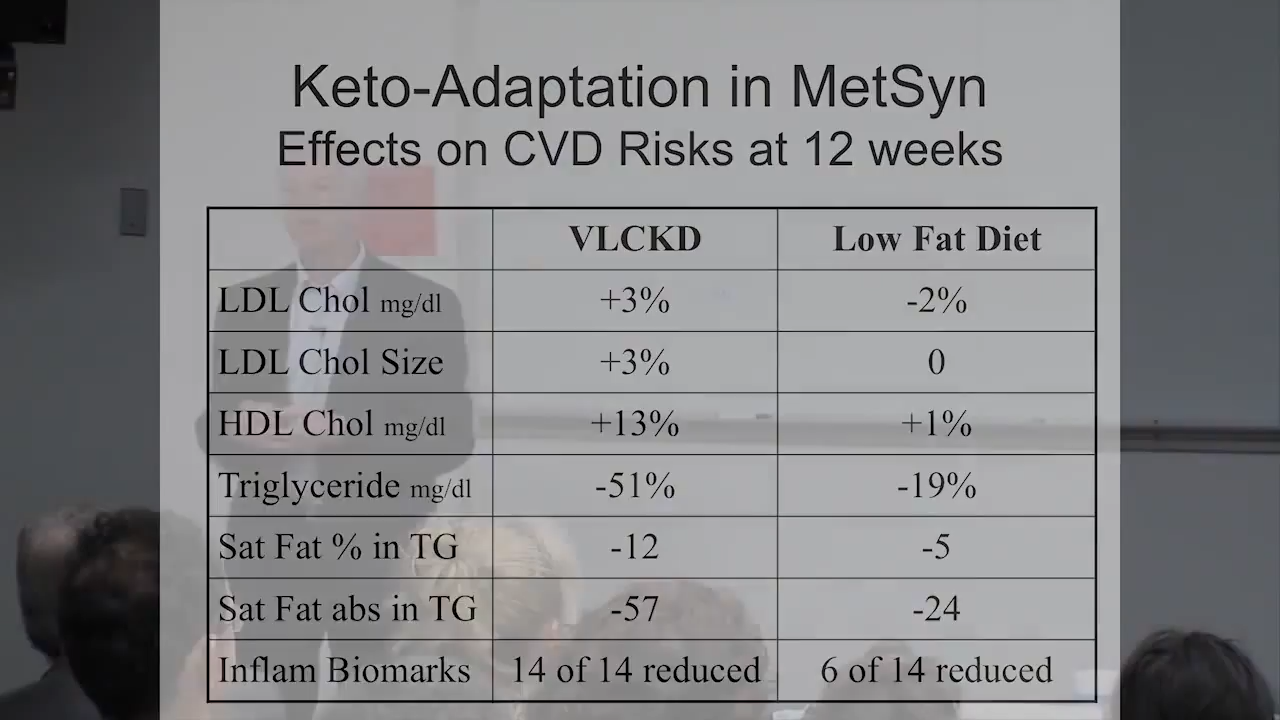 Keto-Adaptation in MetSyn
Effects on CVD Risks at 12 weeks
VLCKD Low Fat Diet
LDL Chol mg/dl +3% -2%
LDL Chol Size +3% 0
HDL Chol mg/dl +13% +1%
Triglyceride mg/dl -51% -19%
Sat Fat % in TG -12 -5
Sat Fat abs in TG -57 -24
Inflam Biomarks 14 of 14 reduced 6 of 14 reduced